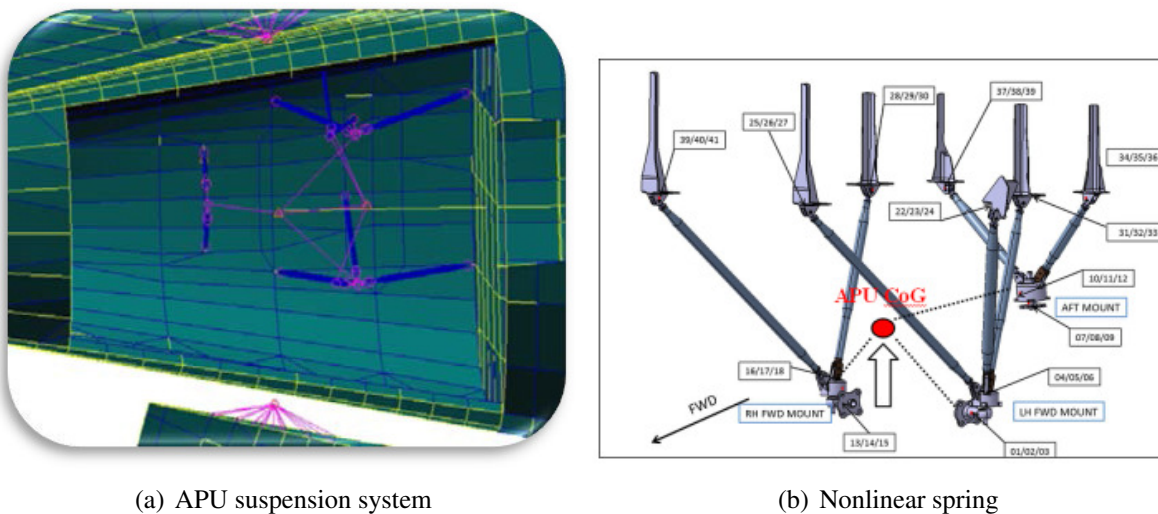 37/38/39
28/29/30
25/26/27
39/40/41
34/35/36
22/23/24
31/32/33
10/11/12
APU CoG
AFT MOUNT
07/08/09
16/17/18
04/05/06
FWD
RH FWD MOUNT
LH FWD MOUNT
13/14/15
01/02/03
(a) APU suspension system
(b) Nonlinear spring